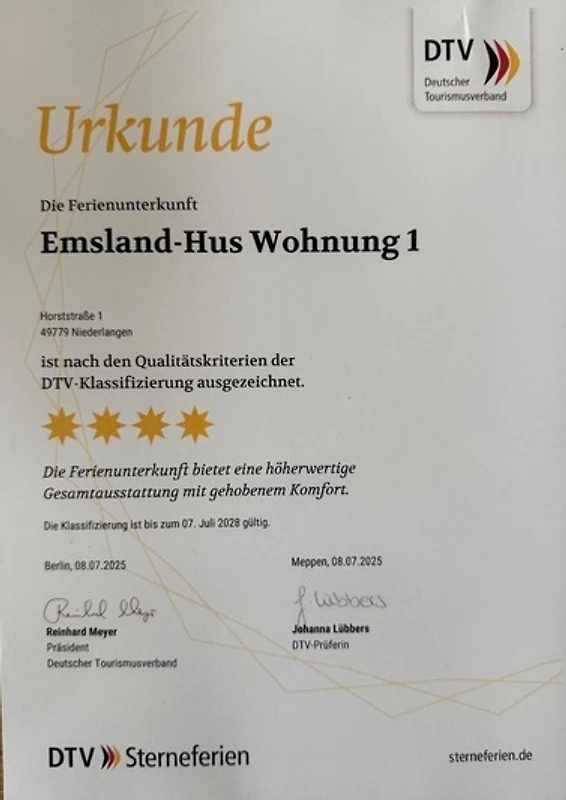 DTV
Deutscher
Tourismusverband
Urkunde
Die Ferienunterkunft
Emsland-Hus Wohnung 1
Horststraße 1
49779 Niederlangen
ist nach den Qualitätskriterien der
DTV-Klassifizierung ausgezeichnet.
Die Ferienunterkunft bietet eine höherwertige
Gesamtausstattung mit gehobenem Komfort.
Die Klassifizierung ist bis zum 07. Juli 2028 gültig.
Berlin, 08.07.2025
Meppen, 08.07.2025
Reinhard Meyer
J. Lübbers
Reinhard Meyer
Präsident
Deutscher Tourismusverband
Johanna Lübbers
DTV-Prüferin
DTV Sterneferien
sterneferien.de